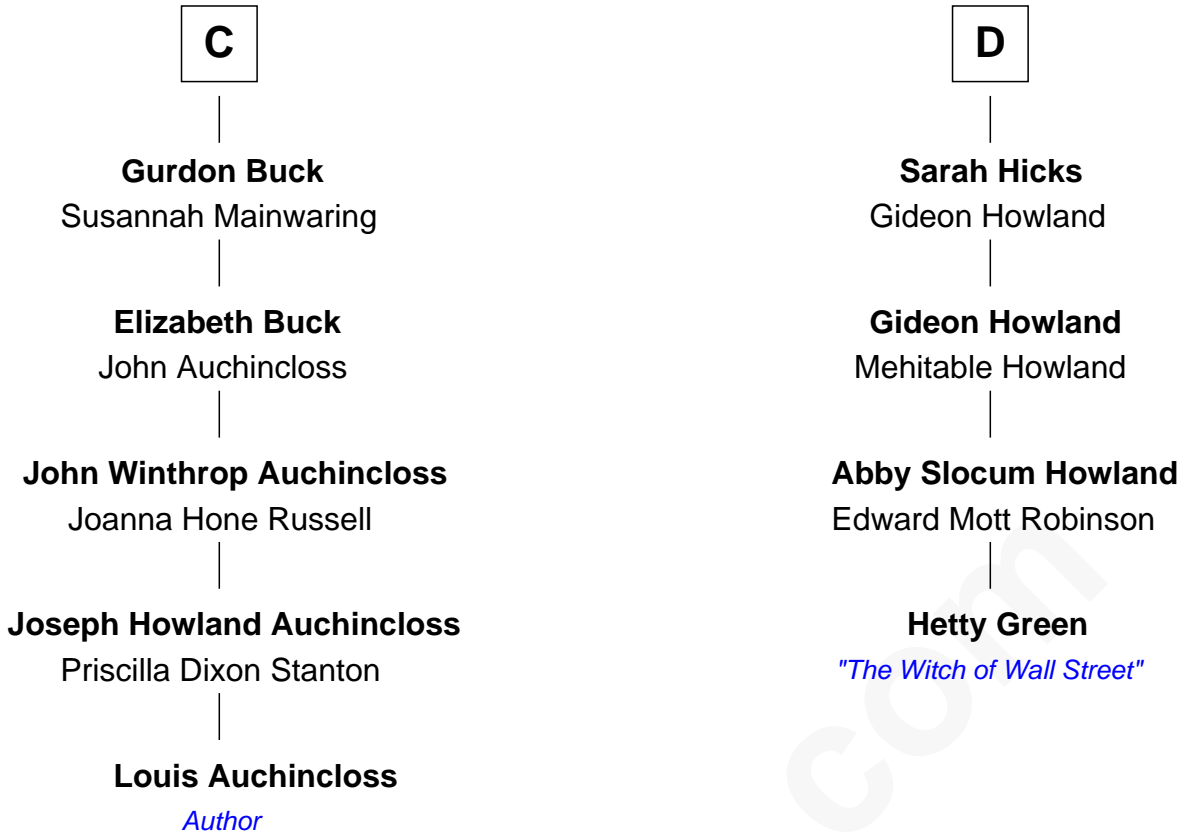 C
Gurdon Buck
Susannah Mainwaring
Elizabeth Buck
John Auchincloss
John Winthrop Auchincloss
Joanna Hone Russell
Joseph Howland Auchincloss
Priscilla Dixon Stanton
Louis Auchincloss
Author
D
Sarah Hicks
Gideon Howland
Gideon Howland
Mehitable Howland
Abby Slocum Howland
Edward Mott Robinson
Hetty Green
"The Witch of Wall Street"
com